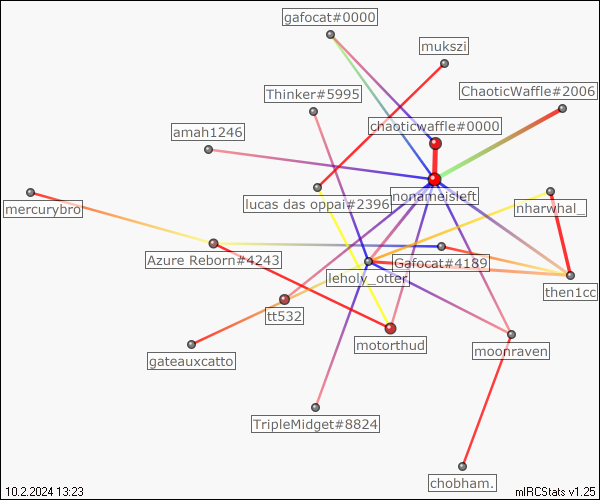 gafocat#0000
mukszi
ChaoticWaffle#2006
Thinker#5995
chaoticwaffle#0000
amah1246
nonameisleft
lucas das oppai#2396
nharwhal_
mercurybro
Azure Reborn#4243
Gafocat#4189
leholy_otter
then1cc
tt532
motorthud
moonraven
gateauxcatto
TripleMidget#8824
chobham.
10.2.2024 13:23
mIRCStats v1.25